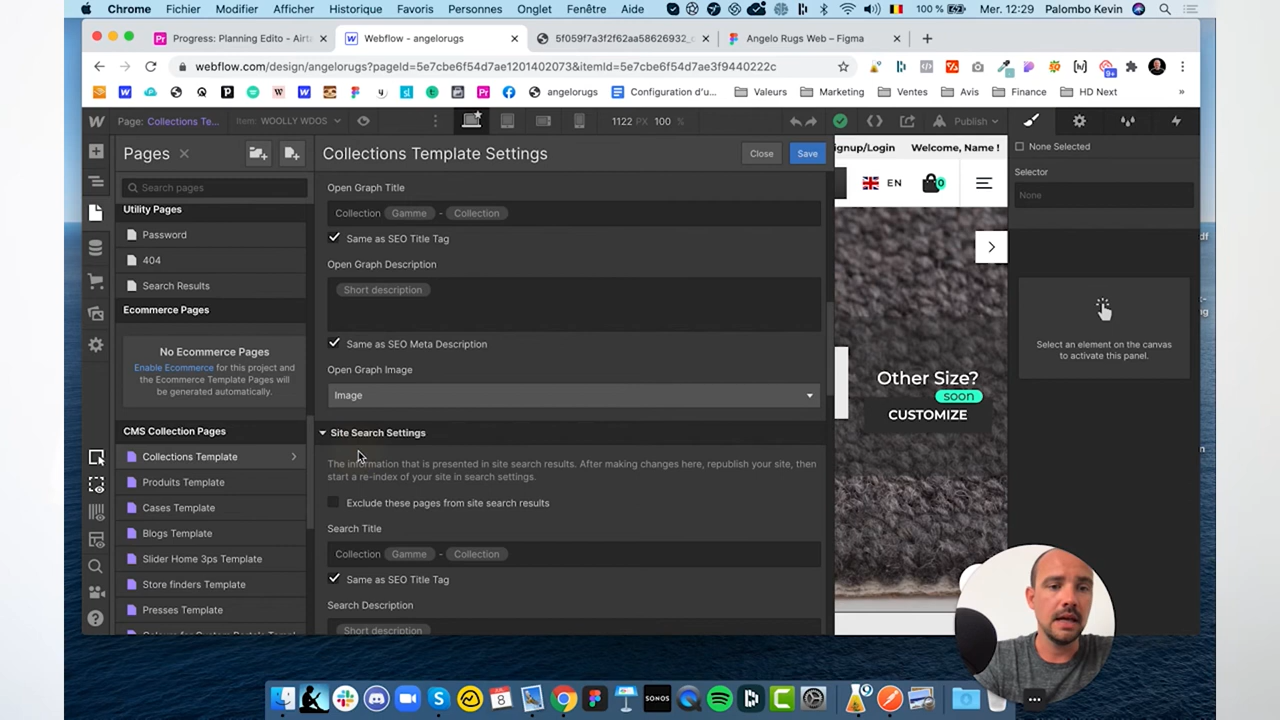 Chrome Fichier Modifier Afficher Historique Favoris Personnes Onglet Fenêtre Aide 100 % Mer. 12:29 Palombo Kevin
Progress: Planning Edito - Airta
Webflow - angelorugs
5f059f7a3f2f62aa58626932_c
Angelo Rugs Web – Figma
webflow.com/design/angelorugs?pageId=5e7cbe6f54d7ae1201402073&itemId=5e7cbe6f54d7ae3f9440222c
angelorugs Configuration d'u... Valeurs Marketing Ventes Avis Finance HD Next »
Page: Collections Te... Item: WOOLLY WDOS 1122 PX 100 % Publish
Pages
Search pages
Utility Pages
Password
404
Search Results
Ecommerce Pages
No Ecommerce Pages
Enable Ecommerce for this project and
the Ecommerce Template Pages will
be generated automatically.
CMS Collection Pages
Collections Template
Produits Template
Cases Template
Blogs Template
Slider Home 3ps Template
Store finders Template
Presses Template
Collections Template Settings
Close Save
Open Graph Title
Collection Gamme - Collection
Same as SEO Title Tag
Open Graph Description
Short description
Same as SEO Meta Description
Open Graph Image
Image
Site Search Settings
The information that is presented in site search results. After making changes here, republish your site, then
start a re-index of your site in search settings.
Exclude these pages from site search results
Search Title
Collection Gamme - Collection
Same as SEO Title Tag
Search Description
Short description
ignup/Login Welcome, Name !
EN 0
Other Size?
soon
CUSTOMIZE
None Selected
Selector
None
Select an element on the canvas
to activate this panel.
SONOS